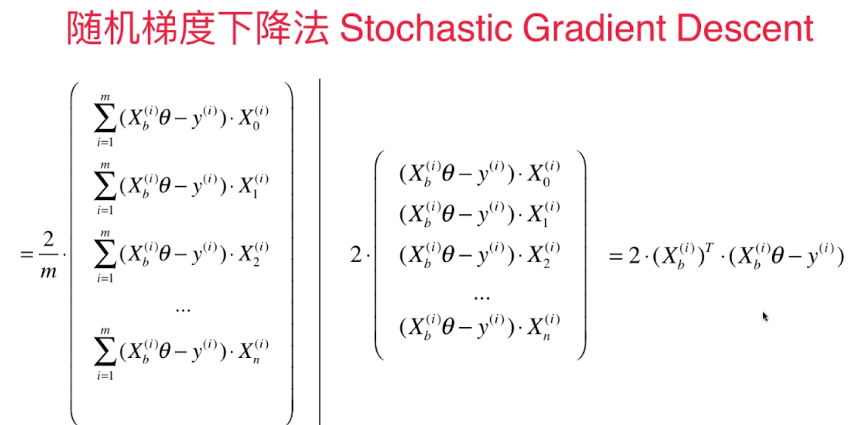 随机梯度下降法 Stochastic Gradient Descent
= \frac{2}{m} \cdot \begin{pmatrix} \sum_{i=1}^{m} (X_b^{(i)}\theta - y^{(i)}) \cdot X_0^{(i)} \\ \sum_{i=1}^{m} (X_b^{(i)}\theta - y^{(i)}) \cdot X_1^{(i)} \\ \sum_{i=1}^{m} (X_b^{(i)}\theta - y^{(i)}) \cdot X_2^{(i)} \\ ... \\ \sum_{i=1}^{m} (X_b^{(i)}\theta - y^{(i)}) \cdot X_n^{(i)} \end{pmatrix}
2 \cdot \begin{pmatrix} (X_b^{(i)}\theta - y^{(i)}) \cdot X_0^{(i)} \\ (X_b^{(i)}\theta - y^{(i)}) \cdot X_1^{(i)} \\ (X_b^{(i)}\theta - y^{(i)}) \cdot X_2^{(i)} \\ ... \\ (X_b^{(i)}\theta - y^{(i)}) \cdot X_n^{(i)} \end{pmatrix} = 2 \cdot (X_b^{(i)})^T \cdot (X_b^{(i)}\theta - y^{(i)})